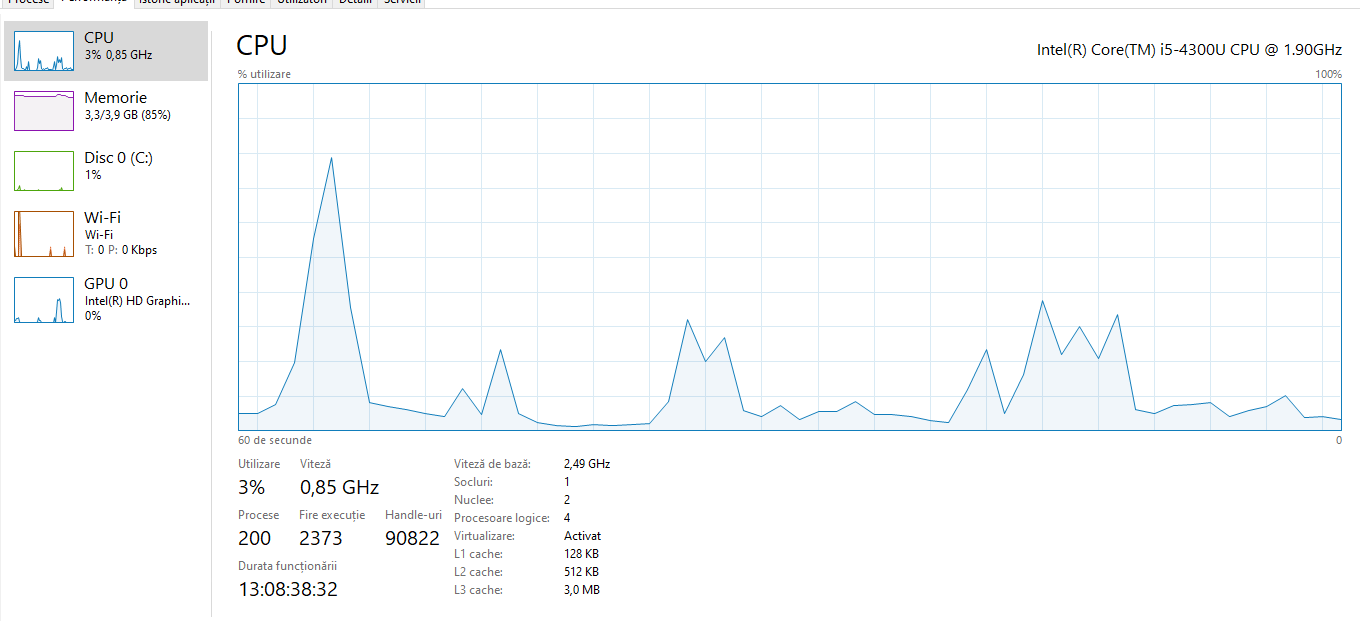 Procese Performanță Istoric aplicații Pornire Utilizatori Detalii Servicii
CPU
3% 0,85 GHz
Memorie
3,3/3,9 GB (85%)
Disc 0 (C:)
1%
Wi-Fi
Wi-Fi
T: 0 P: 0 Kbps
GPU 0
Intel(R) HD Graphi...
0%
CPU
Intel(R) Core(TM) i5-4300U CPU @ 1.90GHz
% utilizare
100%
60 de secunde
0
Utilizare Viteză
3% 0,85 GHz
Procese Fire execuție Handle-uri
200 2373 90822
Durata funcționării
13:08:38:32
Viteză de bază: 2,49 GHz
Socluri: 1
Nuclee: 2
Procesoare logice: 4
Virtualizare: Activat
L1 cache: 128 KB
L2 cache: 512 KB
L3 cache: 3,0 MB